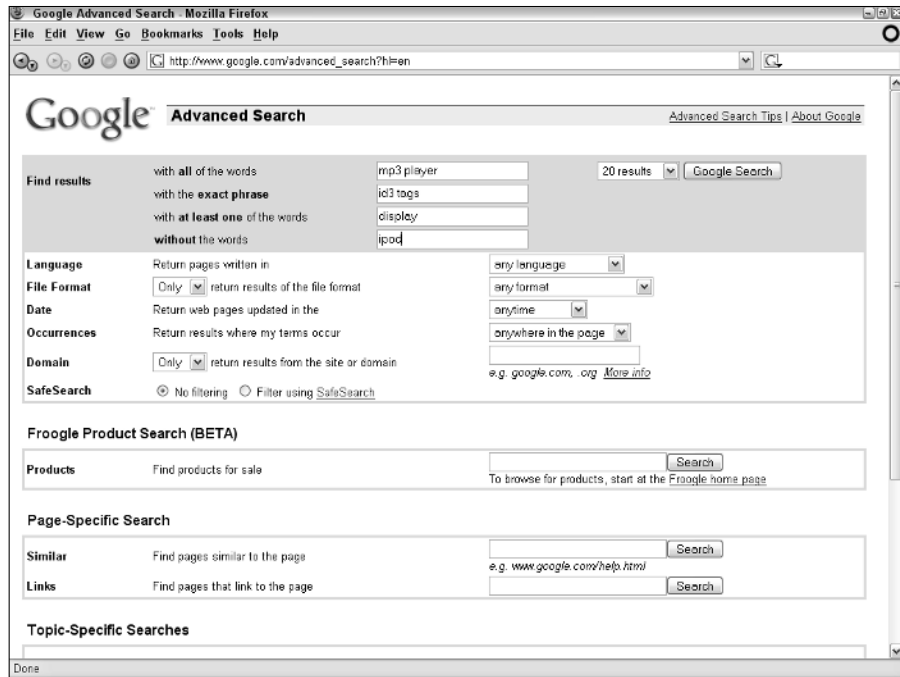 Google Advanced Search - Mozilla Firefox
File Edit View Go Bookmarks Tools Help
http://www.google.com/advanced_search?hl=en
Google™ Advanced Search Advanced Search Tips | About Google
Find results with all of the words mp3 player 20 results Google Search
with the exact phrase id3 tags
with at least one of the words display
without the words ipod
Language Return pages written in any language
File Format Only return results of the file format any format
Date Return web pages updated in the anytime
Occurrences Return results where my terms occur anywhere in the page
Domain Only return results from the site or domain
e.g. google.com, .org More info
SafeSearch No filtering Filter using SafeSearch
Froogle Product Search (BETA)
Products Find products for sale Search
To browse for products, start at the Froogle home page
Page-Specific Search
Similar Find pages similar to the page Search
e.g. www.google.com/help.html
Links Find pages that link to the page Search
Topic-Specific Searches
Done